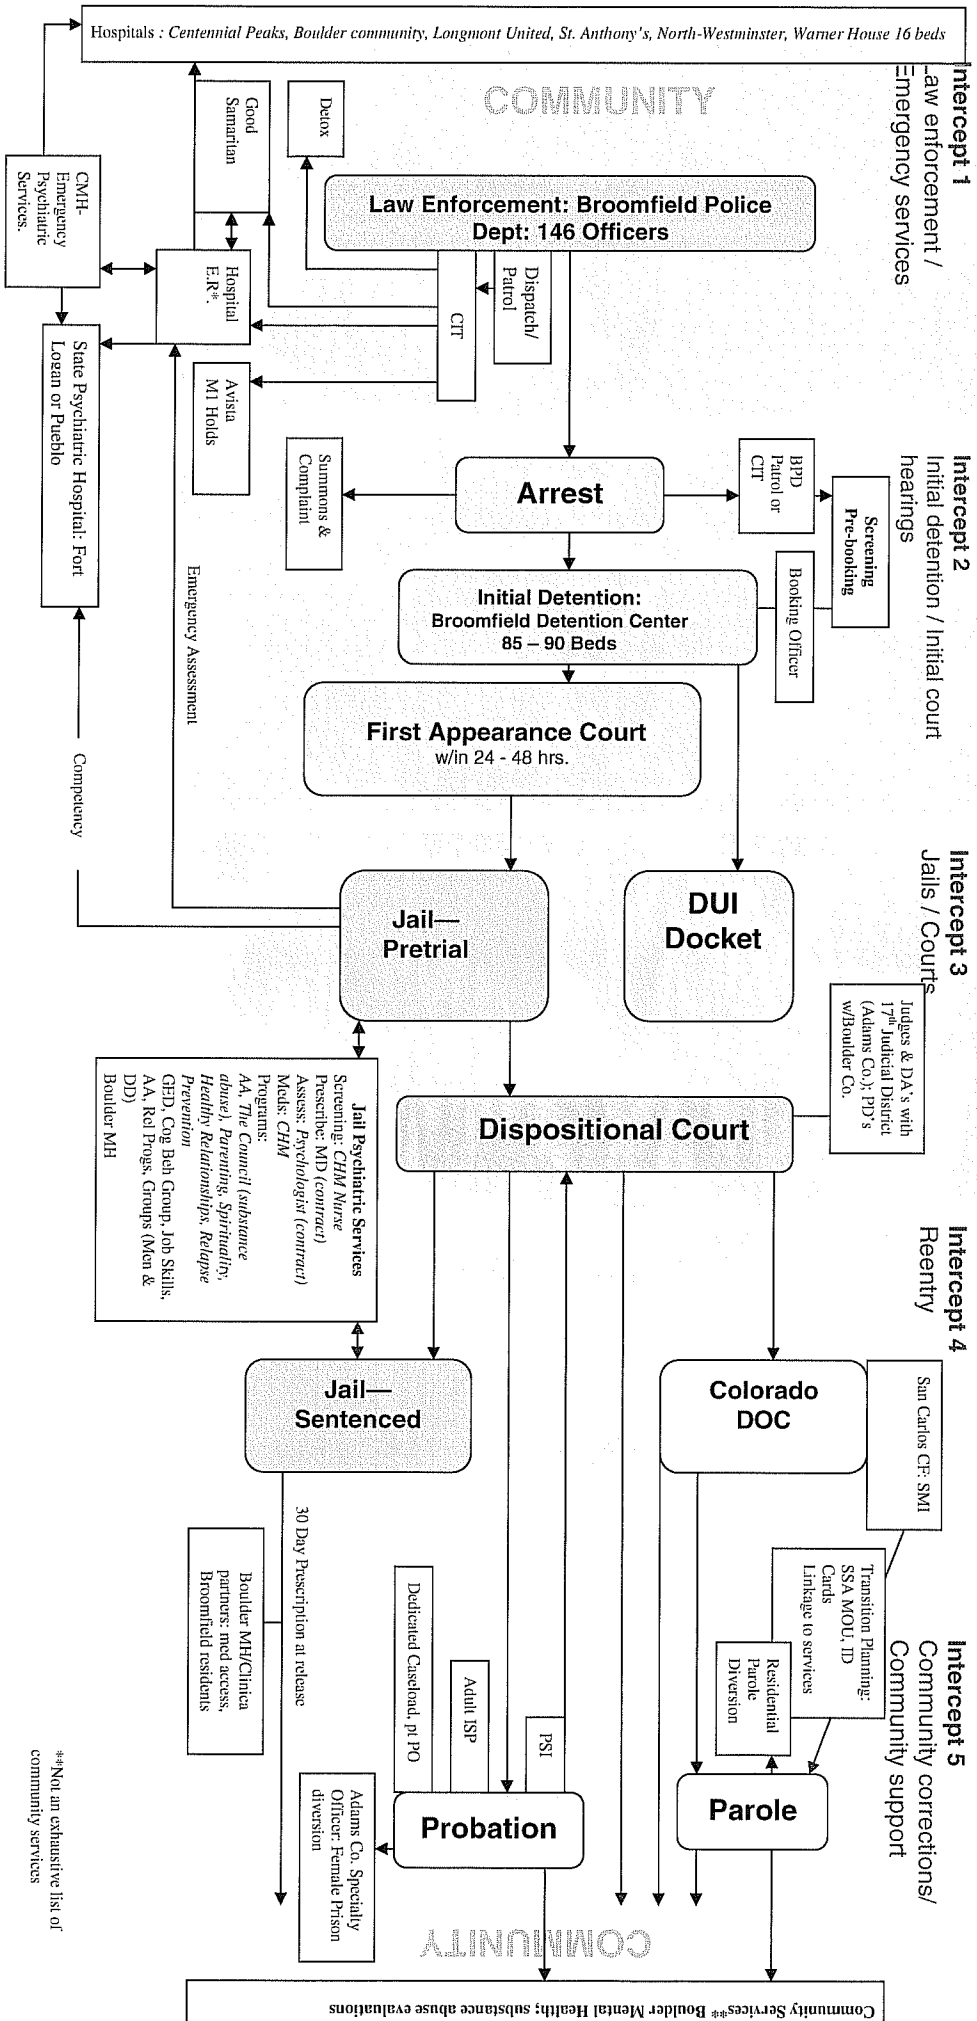 Hospitals : Centennial Peaks, Boulder community, Longmont United, St. Anthony's, North-Westminster, Warner House 16 beds
COMMUNITY
Intercept 1
Law enforcement /
Emergency services
Detox
Good
Samaritan
CMH-
Emergency
Psychiatric
Services.
Law Enforcement: Broomfield Police
Dept: 146 Officers
Dispatch/
Patrol
CIT
Hospital
E.R*.
Avista
M1 Holds
State Psychiatric Hospital: Fort
Logan or Pueblo
Intercept 2
Initial detention / Initial court
hearings
Screening
Pre-booking
BPD
Patrol or
CIT
Booking Officer
Arrest
Summons &
Complaint
Initial Detention:
Broomfield Detention Center
85 – 90 Beds
First Appearance Court
w/in 24 - 48 hrs.
Emergency Assessment
Competency
Intercept 3
Jails / Courts
DUI
Docket
Jail—
Pretrial
Judges & DA's with
17th Judicial District
(Adams Co.); PD's
w/Boulder Co.
Dispositional Court
Jail Psychiatric Services
Screening: CHM Nurse
Prescribe: MD (contract)
Assess: Psychologist (contract)
Meds: CHM
Programs:
AA, The Council (substance
abuse), Parenting, Spirituality,
Healthy Relationships, Relapse
Prevention
GED, Cog Beh Group, Job Skills,
AA, Rel Progs, Groups (Men &
DD)
Boulder MH
Intercept 4
Reentry
San Carlos CF: SMI
Colorado
DOC
Jail—
Sentenced
30 Day Prescription at release
Boulder MH/Clinica
partners: med access,
Broomfield residents
Intercept 5
Community corrections/
Community support
Transition Planning:
SSA MOU, ID
Cards
Linkage to services
Residential
Parole
Diversion
Parole
PSI
Adult ISP
Dedicated Caseload, pt PO
Probation
Adams Co. Specialty
Officer: Female Prison
diversion
COMMUNITY
Community Services** Boulder Mental Health; substance abuse evaluations
**Not an exhaustive list of
community services